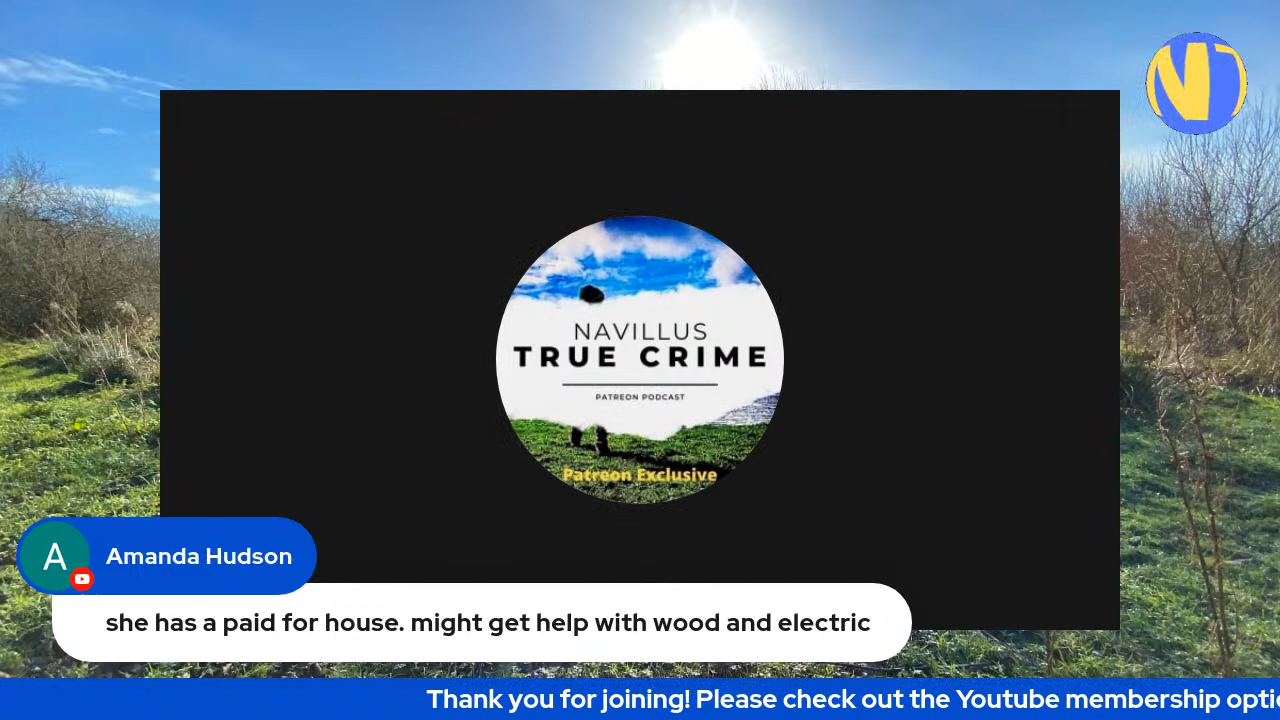 NAVILLUS
TRUE CRIME
PATREON PODCAST
Patreon Exclusive
A
Amanda Hudson
she has a paid for house. might get help with wood and electric
Thank you for joining! Please check out the Youtube membership